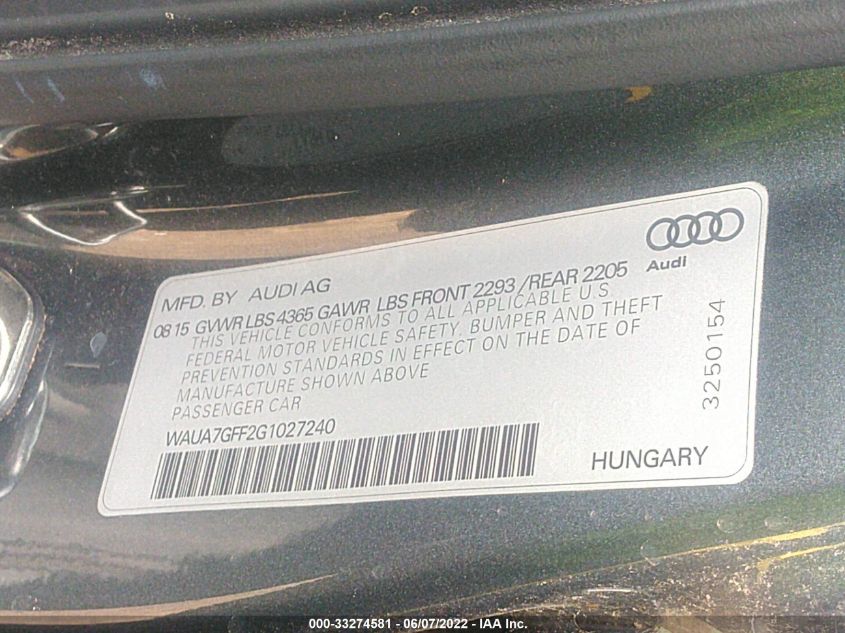 MFD. BY AUDI AG
08 15 GVWR LBS 4365 GAWR LBS FRONT 2293 /REAR 2205
THIS VEHICLE CONFORMS TO ALL APPLICABLE U.S
FEDERAL MOTOR VEHICLE SAFETY, BUMPER AND THEFT
PREVENTION STANDARDS IN EFFECT ON THE DATE OF
MANUFACTURE SHOWN ABOVE
PASSENGER CAR
WAUA7GFF2G1027240
HUNGARY
Audi
3250154
000-33274581 - 06/07/2022 - IAA Inc.